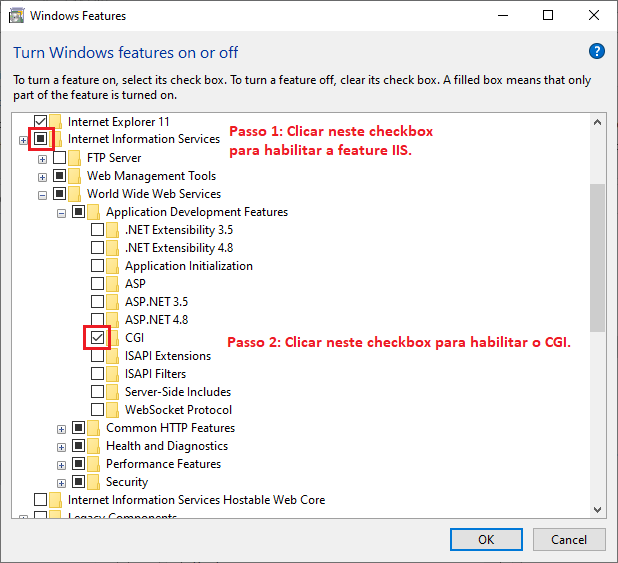 Windows Features
Turn Windows features on or off
To turn a feature on, select its check box. To turn a feature off, clear its check box. A filled box means that only
part of the feature is turned on.
Internet Explorer 11
Internet Information Services
Passo 1: Clicar neste checkbox
para habilitar a feature IIS.
FTP Server
Web Management Tools
World Wide Web Services
Application Development Features
.NET Extensibility 3.5
.NET Extensibility 4.8
Application Initialization
ASP
ASP.NET 3.5
ASP.NET 4.8
CGI
Passo 2: Clicar neste checkbox para habilitar o CGI.
ISAPI Extensions
ISAPI Filters
Server-Side Includes
WebSocket Protocol
Common HTTP Features
Health and Diagnostics
Performance Features
Security
Internet Information Services Hostable Web Core
Legacy Components
OK
Cancel